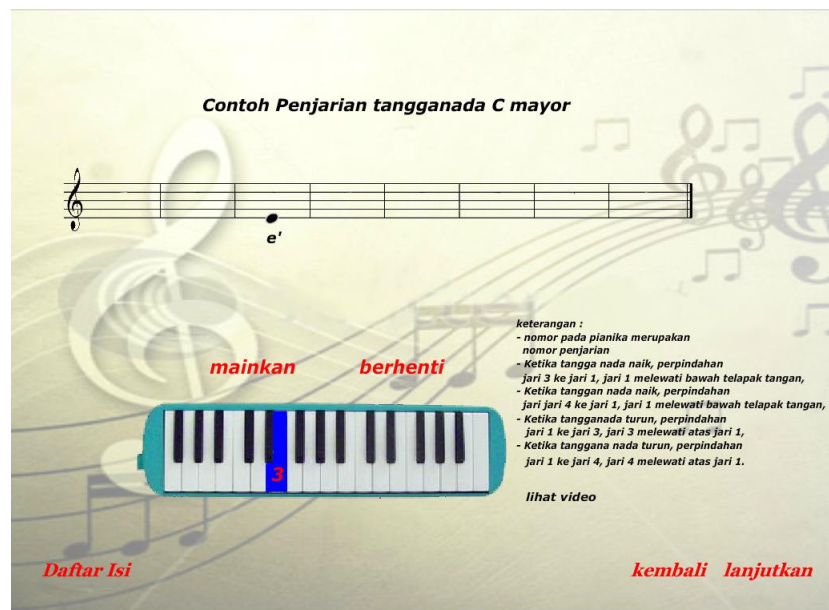 Contoh Penjarian tangganada C mayor
e'
mainkan
berhenti
3
keterangan :
- nomor pada pianika merupakan
nomor penjarian
- Ketika tangga nada naik, perpindahan
jari 3 ke jari 1, jari 1 melewati bawah telapak tangan,
- Ketika tanggan nada naik, perpindahan
jari jari 4 ke jari 1, jari 1 melewati bawah telapak tangan,
- Ketika tangganada turun, perpindahan
jari 1 ke jari 3, jari 3 melewati atas jari 1,
- Ketika tanggana nada turun, perpindahan
jari 1 ke jari 4, jari 4 melewati atas jari 1.
lihat video
Daftar Isi
kembali
lanjutkan